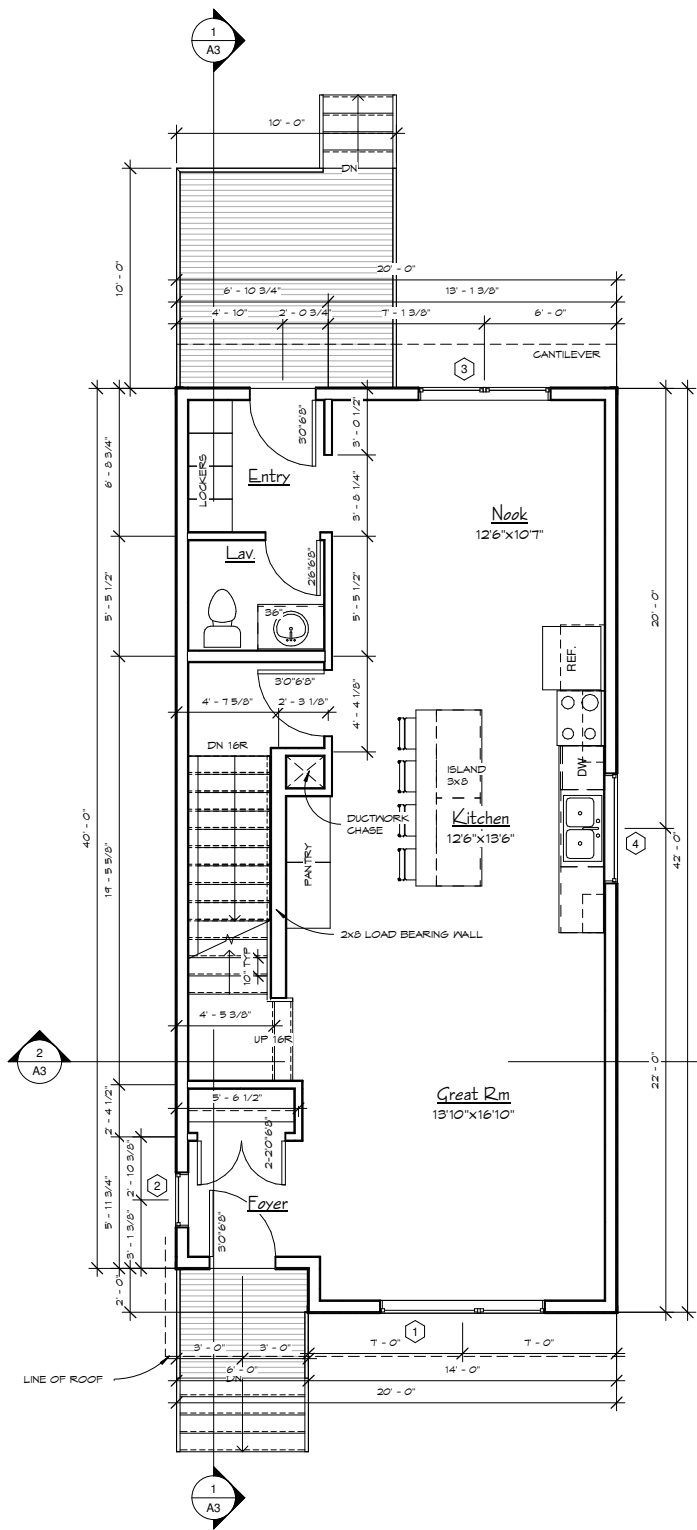 1
A3
10' - 0"
DN
10' - 0"
20' - 0"
6' - 10 3/4"
13' - 1 3/8"
4' - 10"
2' - 0 3/4"
7' - 1 3/8"
6' - 0"
CANTILEVER
3
6' - 8 3/4"
LOCKERS
3'0"6'8"
3' - 0 1/2"
Entry
3' - 8 1/4"
Nook
12'6"x10'7"
Lav.
2'6"6'8"
5' - 5 1/2"
5' - 5 1/2"
36"
20' - 0"
REF.
3'0"6'8"
4' - 7 5/8"
2' - 3 1/8"
4' - 4 1/8"
DN 16R
ISLAND
3x8
DW
DUCTWORK
CHASE
Kitchen
12'6"x13'6"
4
40' - 0"
19' - 5 5/8"
42' - 0"
PANTRY
2x8 LOAD BEARING WALL
10" TYP
4' - 5 3/8"
UP 16R
2
A3
22' - 0"
5' - 6 1/2"
2' - 4 1/2"
Great Rm
13'10"x16'10"
2-2'0"6'8"
2
2' - 10 3/8"
5' - 11 3/4"
Foyer
3'0"6'8"
3' - 1 3/8"
2' - 0"
1
3' - 0"
3' - 0"
7' - 0"
7' - 0"
6' - 0"
14' - 0"
DN
LINE OF ROOF
20' - 0"
1
A3